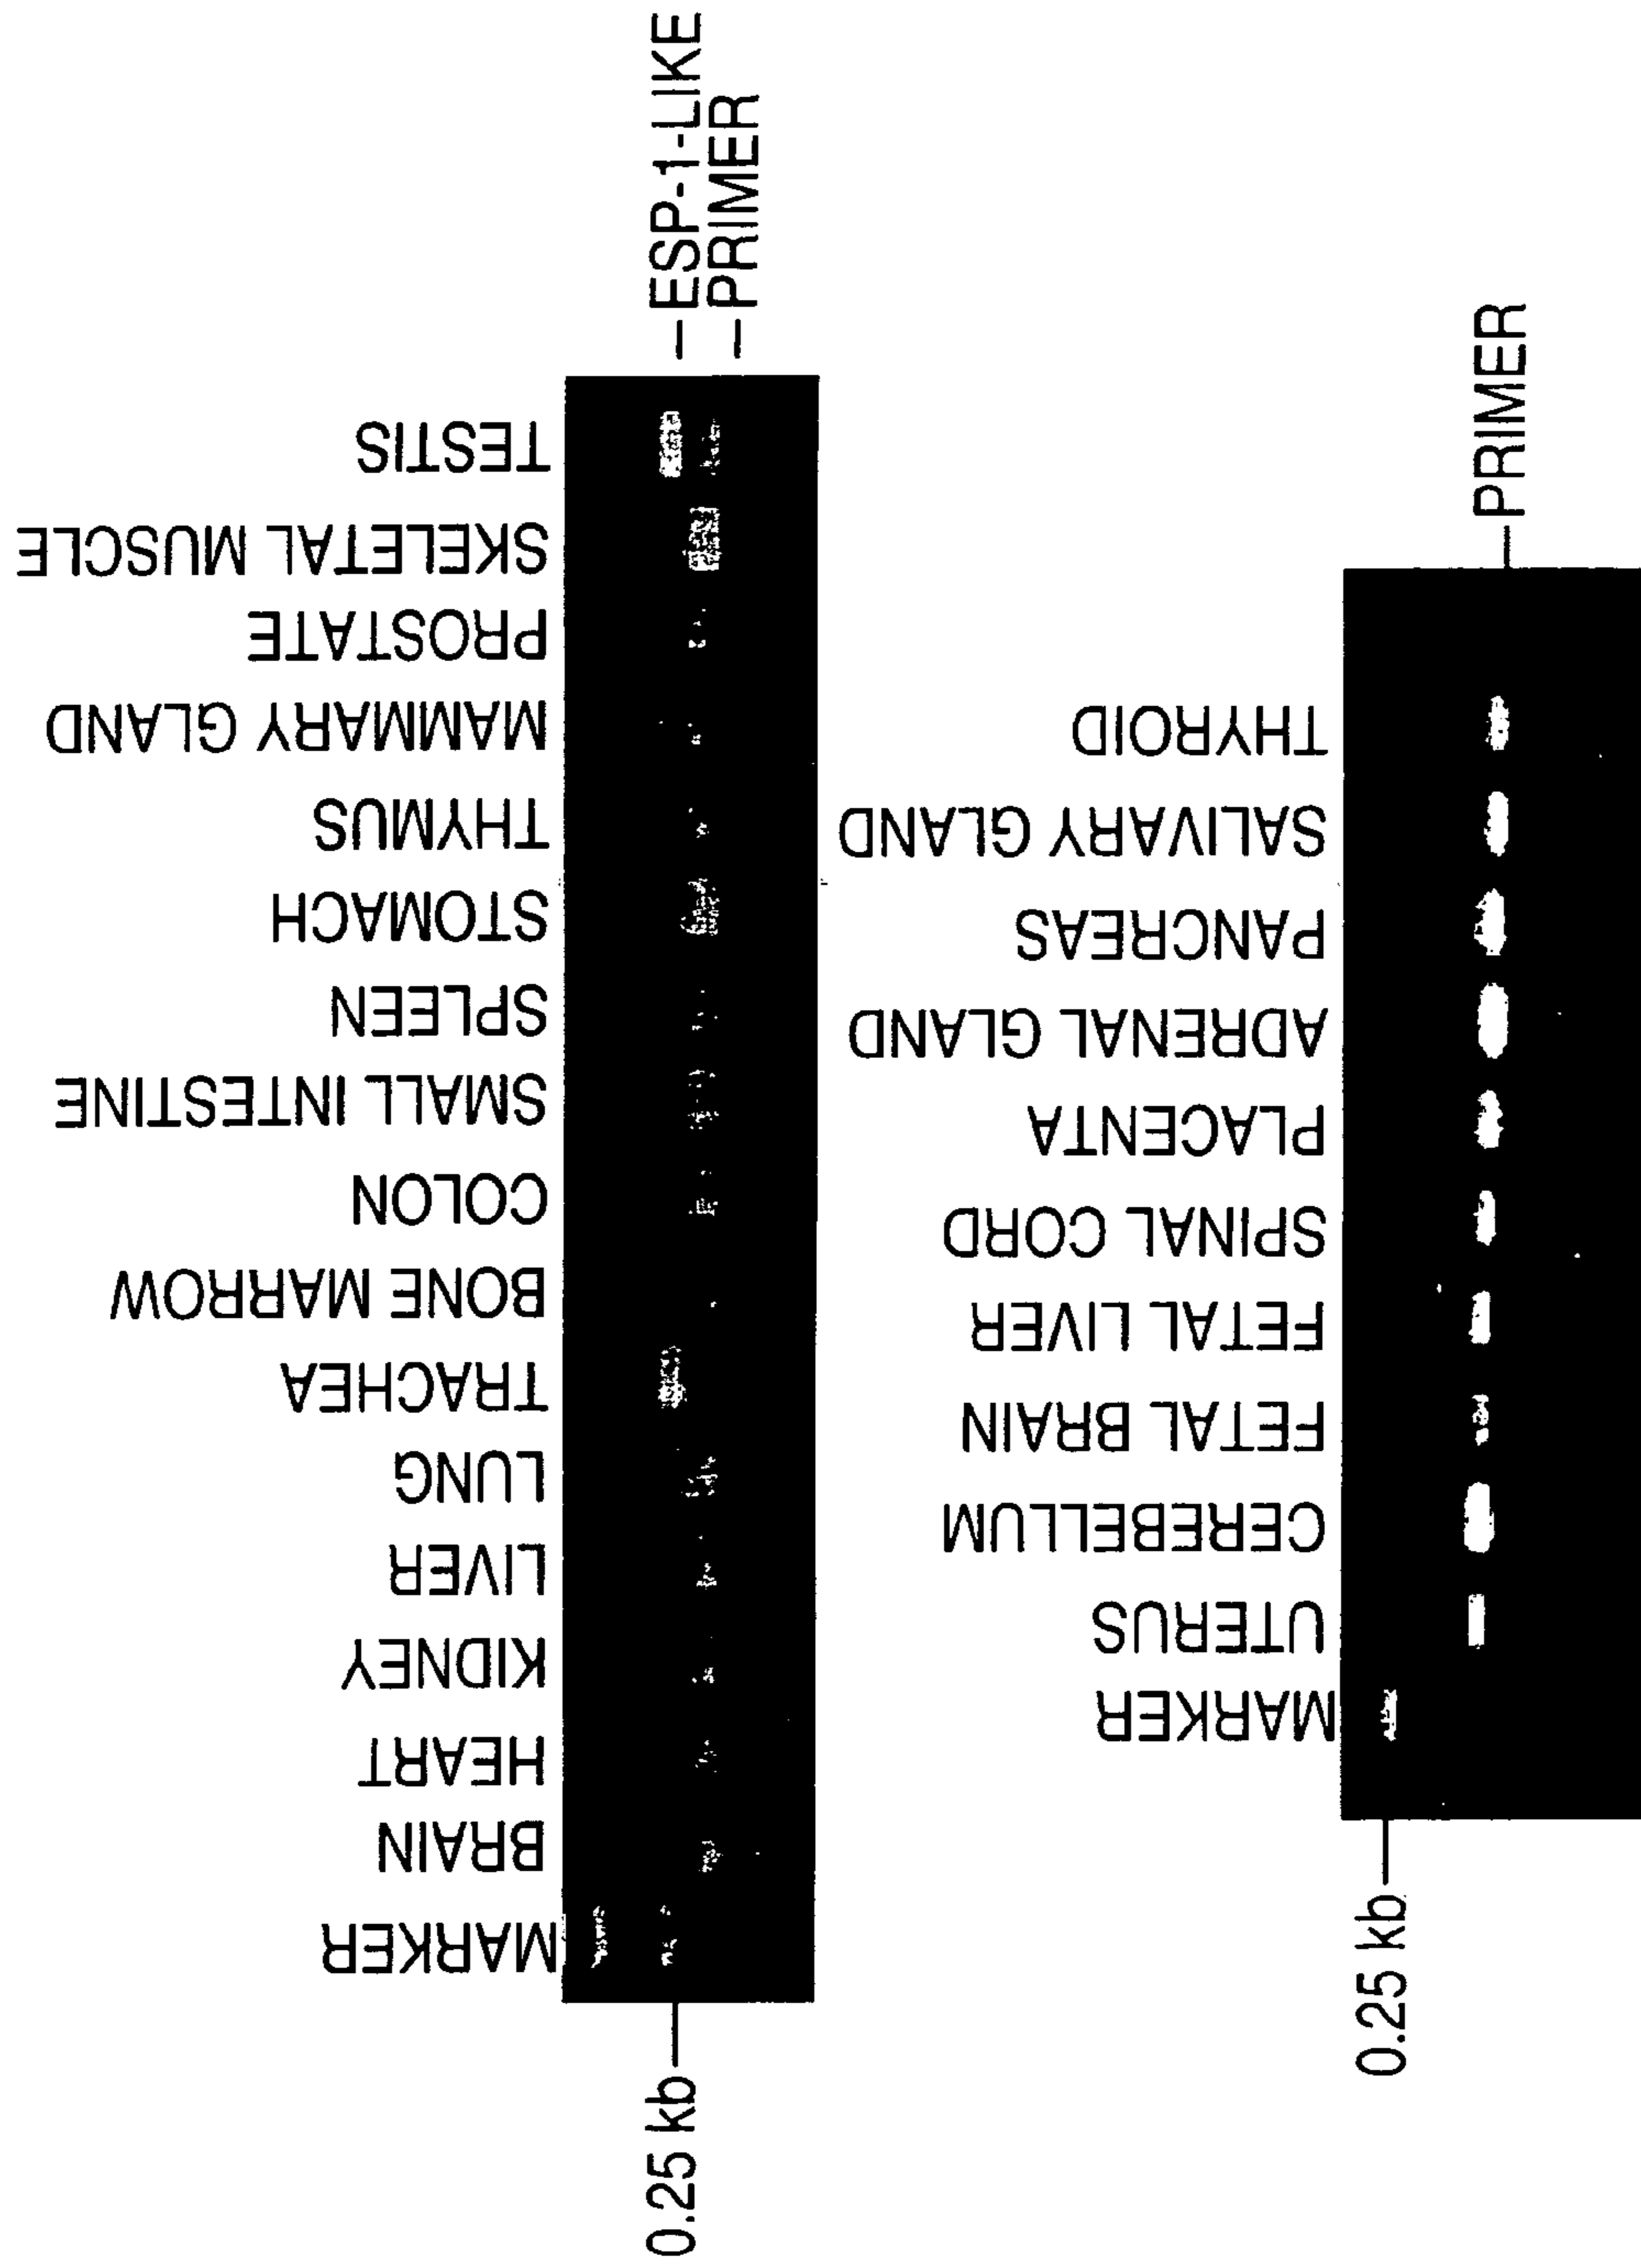 MARKER
BRAIN
HEART
KIDNEY
LIVER
LUNG
TRACHEA
BONE MARROW
COLON
SMALL INTESTINE
SPLEEN
STOMACH
THYMUS
MAMMARY GLAND
PROSTATE
SKELETAL MUSCLE
TESTIS
0.25 kb
ESP-1-LIKE
PRIMER
MARKER
UTERUS
CEREBELLUM
FETAL BRAIN
FETAL LIVER
SPINAL CORD
PLACENTA
ADRENAL GLAND
PANCREAS
SALIVARY GLAND
THYROID
0.25 kb
PRIMER